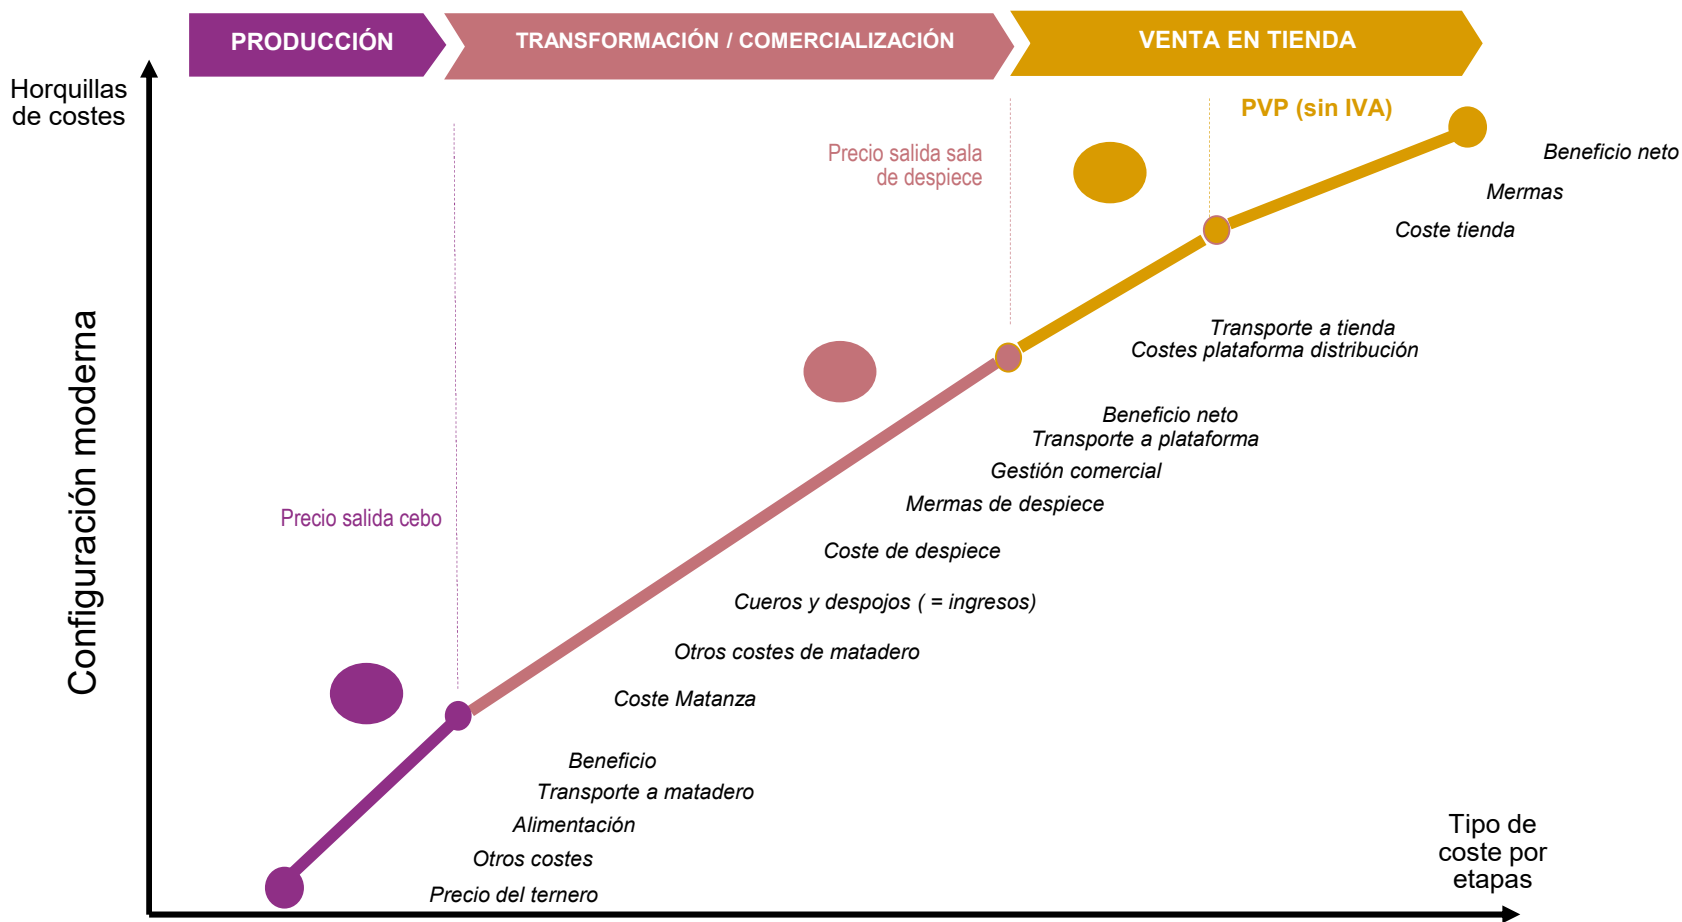 PRODUCCIÓN
TRANSFORMACIÓN / COMERCIALIZACIÓN
VENTA EN TIENDA
Horquillas
de costes
PVP (sin IVA)
Precio salida sala
de despiece
Beneficio neto
Mermas
Coste tienda
Transporte a tienda
Costes plataforma distribución
Beneficio neto
Transporte a plataforma
Gestión comercial
Mermas de despiece
Precio salida cebo
Coste de despiece
Cueros y despojos ( = ingresos)
Otros costes de matadero
Coste Matanza
Configuración moderna
Beneficio
Transporte a matadero
Alimentación
Otros costes
Precio del ternero
Tipo de
coste por
etapas